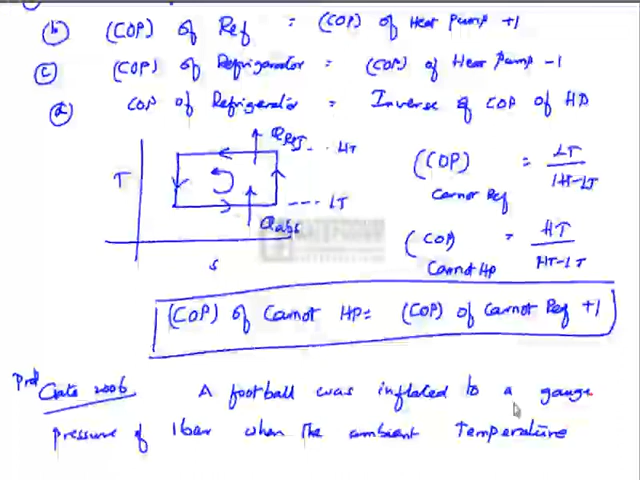 (b) (COP) of Ref = (COP) of Heat Pump +1
(c) (COP) of Refrigerator = (COP) of Heat Pump -1
(d) COP of Refrigerator = Inverse of COP of HP
QRej HT
T
LT
Qabs
s
(COP) Carnot Ref = LT / HT-LT
(COP) Carnot HP = HT / HT-LT
(COP) of Carnot HP = (COP) of Carnot Ref +1
Prob Gate 2006 A football was inflated to a gauge
pressure of 1bar when the ambient Temperature